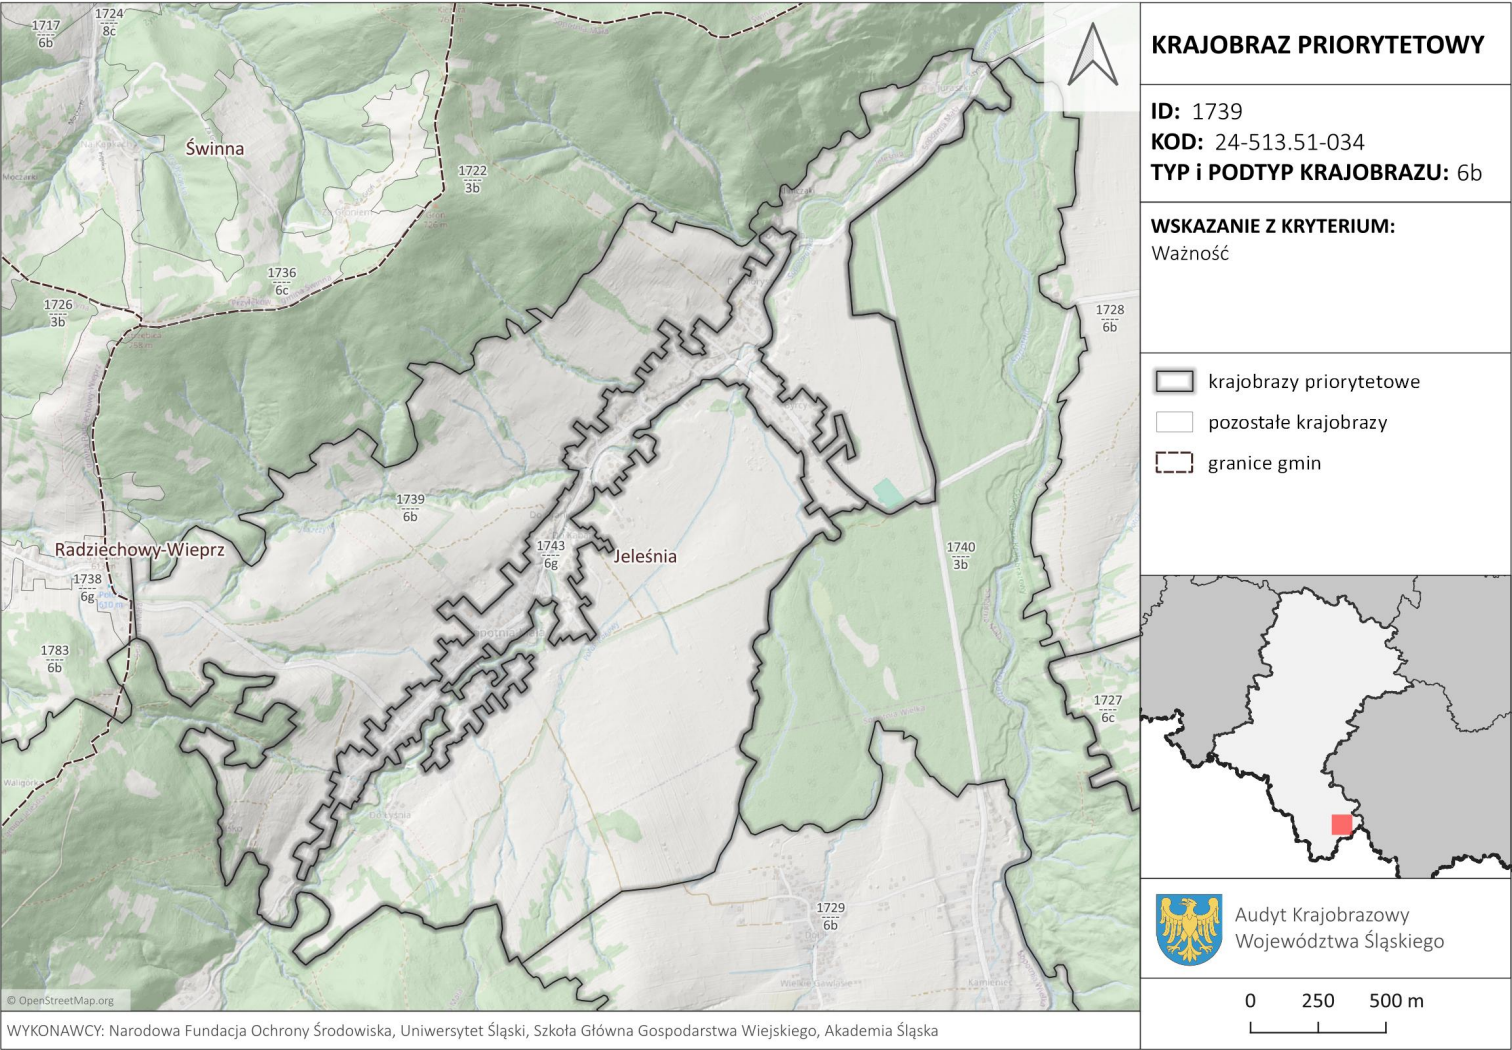 1717
6b
1724
8c
Świnna
1722
3b
1736
6c
1726
3b
1728
6b
1739
6b
Radziechowy-Wieprz
1743
6g
Jeleśnia
1740
3b
1738
6g
1783
6b
1727
6c
1729
6b
© OpenStreetMap.org
WYKONAWCY: Narodowa Fundacja Ochrony Środowiska, Uniwersytet Śląski, Szkoła Główna Gospodarstwa Wiejskiego, Akademia Śląska
KRAJOBRAZ PRIORYTETOWY
ID: 1739
KOD: 24-513.51-034
TYP i PODTYP KRAJOBRAZU: 6b
WSKAZANIE Z KRYTERIUM:
Ważność
krajobrazy priorytetowe
pozostałe krajobrazy
granice gmin
Audyt Krajobrazowy
Województwa Śląskiego
0 250 500 m